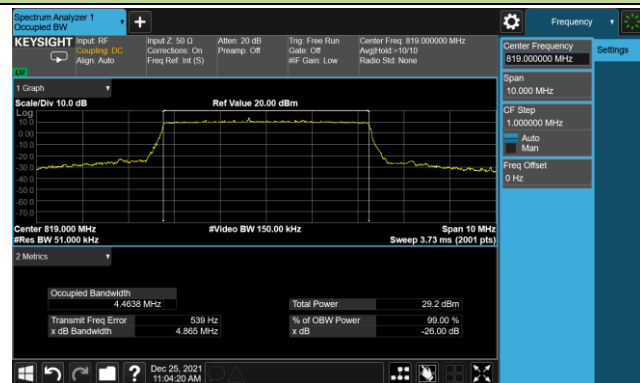 Spectrum Analyzer 1
Occupied BW
Frequency
KEYSIGHT
Input: RF
Coupling: DC
Align: Auto
Input Z: 50 Ω
Corrections: On
Freq Ref: Int (S)
Atten: 20 dB
Preamp: Off
Trig: Free Run
Gate: Off
#IF Gain: Low
Center Freq: 819.000000 MHz
Avg|Hold:>10/10
Radio Std: None
Center Frequency
819.000000 MHz
Settings
Span
10.000 MHz
CF Step
1.000000 MHz
Auto
Man
Freq Offset
0 Hz
1 Graph
Scale/Div 10.0 dB
Ref Value 20.00 dBm
Log
10.0
0.00
-10.0
-20.0
-30.0
-40.0
-50.0
-60.0
-70.0
Center 819.000 MHz
#Video BW 150.00 kHz
Span 10 MHz
#Res BW 51.000 kHz
Sweep 3.73 ms (2001 pts)
2 Metrics
Occupied Bandwidth
4.4638 MHz
Total Power
29.2 dBm
Transmit Freq Error
539 Hz
% of OBW Power
99.00 %
x dB Bandwidth
4.865 MHz
x dB
-26.00 dB
?
Dec 25, 2021
11:04:20 AM